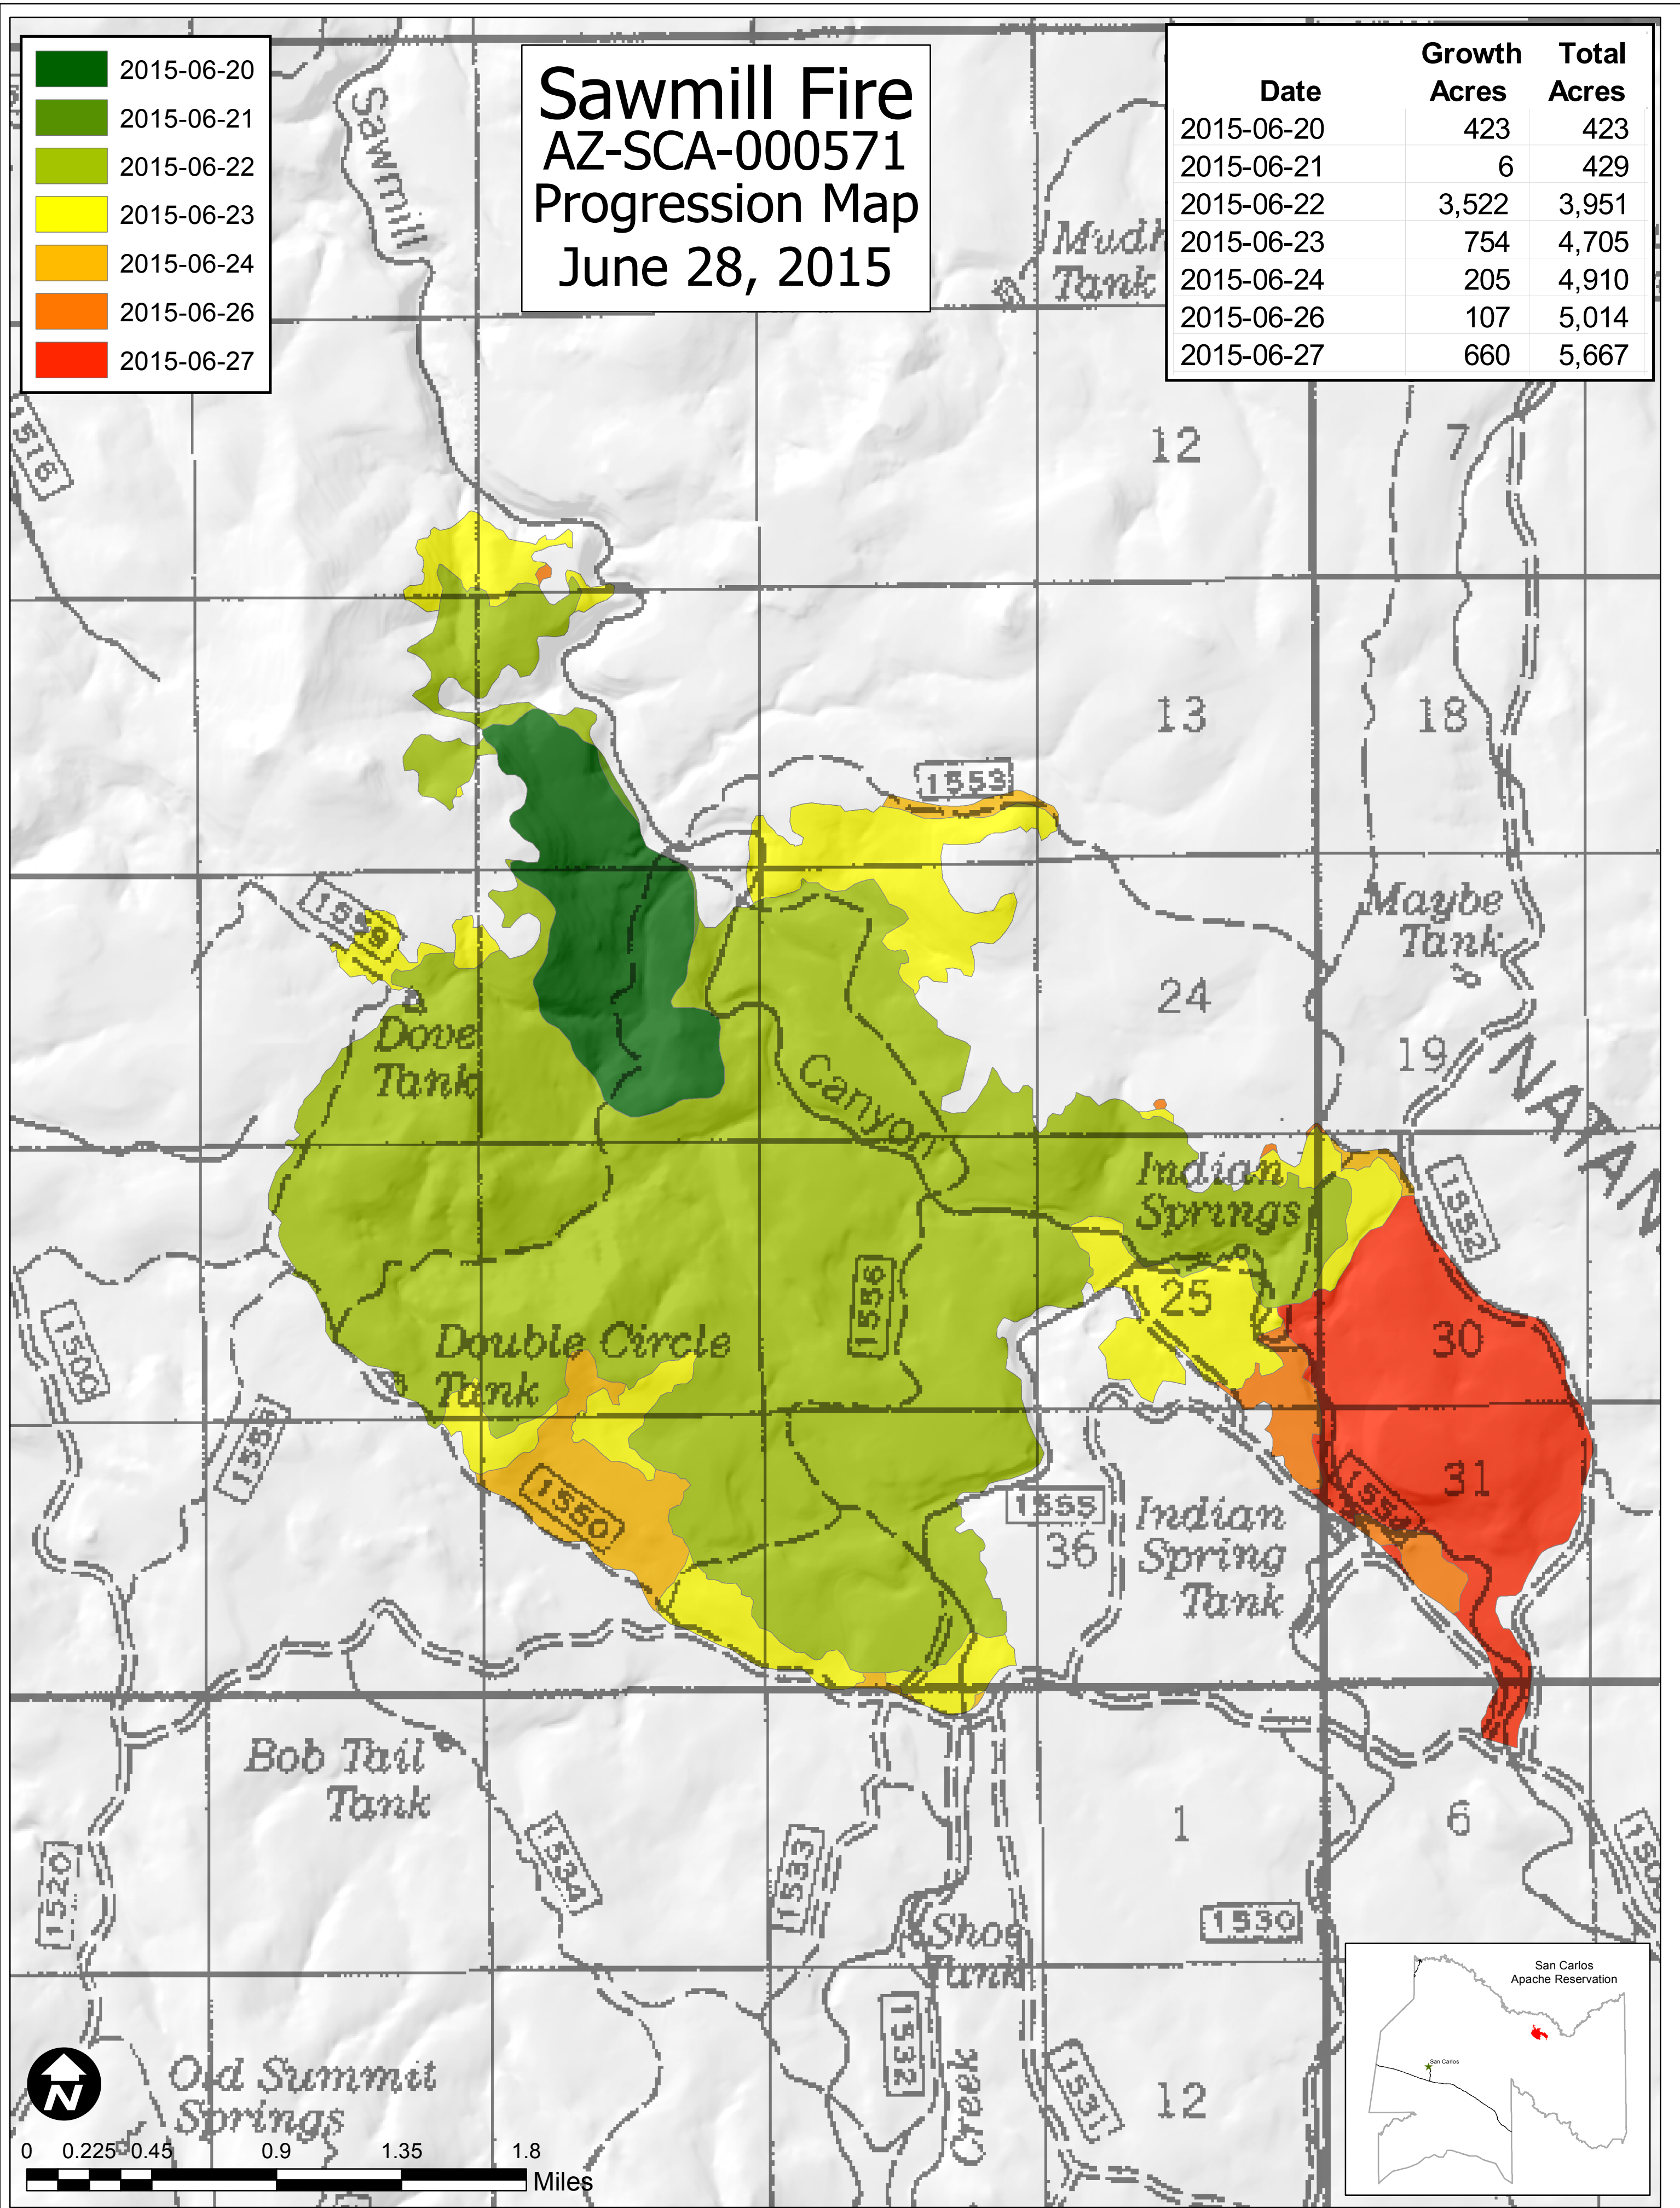 2015-06-20
2015-06-21
2015-06-22
2015-06-23
2015-06-24
2015-06-26
2015-06-27
Sawmill Fire
AZ-SCA-000571
Progression Map
June 28, 2015
Growth Total
Date Acres Acres
2015-06-20 423 423
2015-06-21 6 429
2015-06-22 3,522 3,951
2015-06-23 754 4,705
2015-06-24 205 4,910
2015-06-26 107 5,014
2015-06-27 660 5,667
Sawmill
Tank
12
7
1516
13
18
1553
Maybe
Tank
24
19
Dove
Tank
Canyon
Indian
Springs
1552
25
1556
30
1500
Double Circle
Tank
31
1550
1554
1555
36
Indian
Spring
Tank
Bob Tail
Tank
1
6
1534
1533
1520
1530
Shoe
Tank
1532
Creek
1531
12
Old Summit
Springs
N
0 0.225 0.45 0.9 1.35 1.8
Miles
San Carlos
Apache Reservation
San Carlos